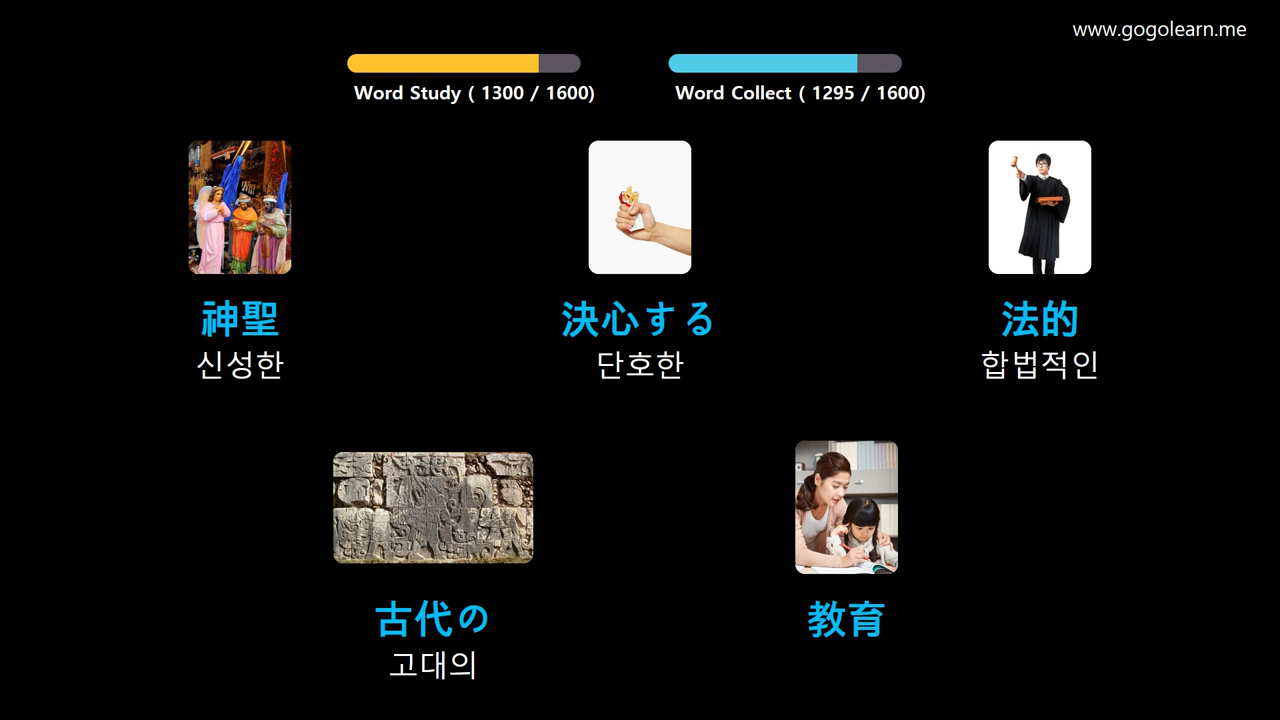 www.gogolearn.me
Word Study ( 1300 / 1600)
Word Collect ( 1295 / 1600)
神聖
신성한
決心する
단호한
法的
합법적인
古代の
고대의
教育